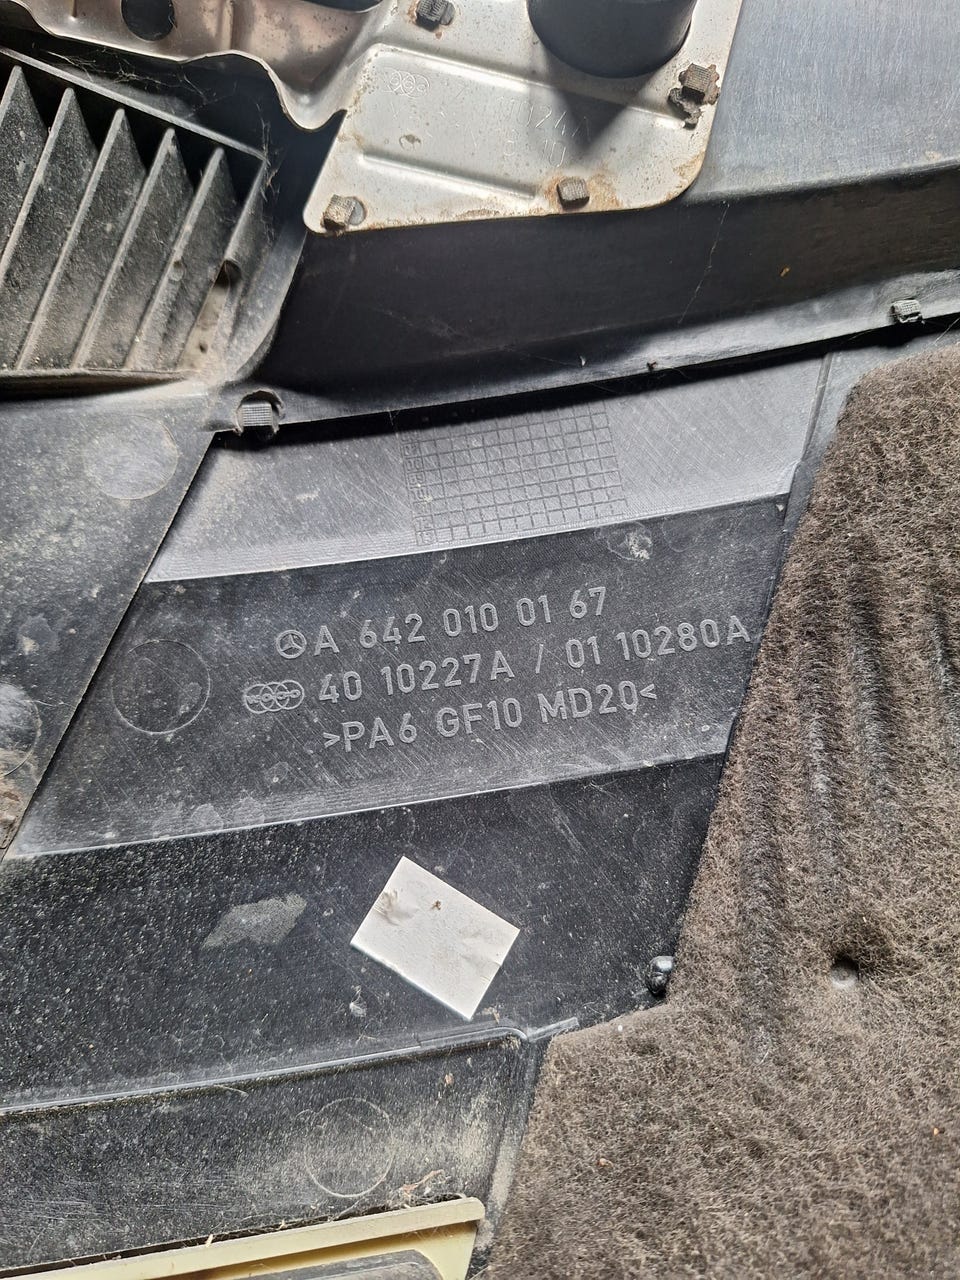 A 642 010 01 67
40 10227A / 01 10280A
>PA6 GF10 MD20<